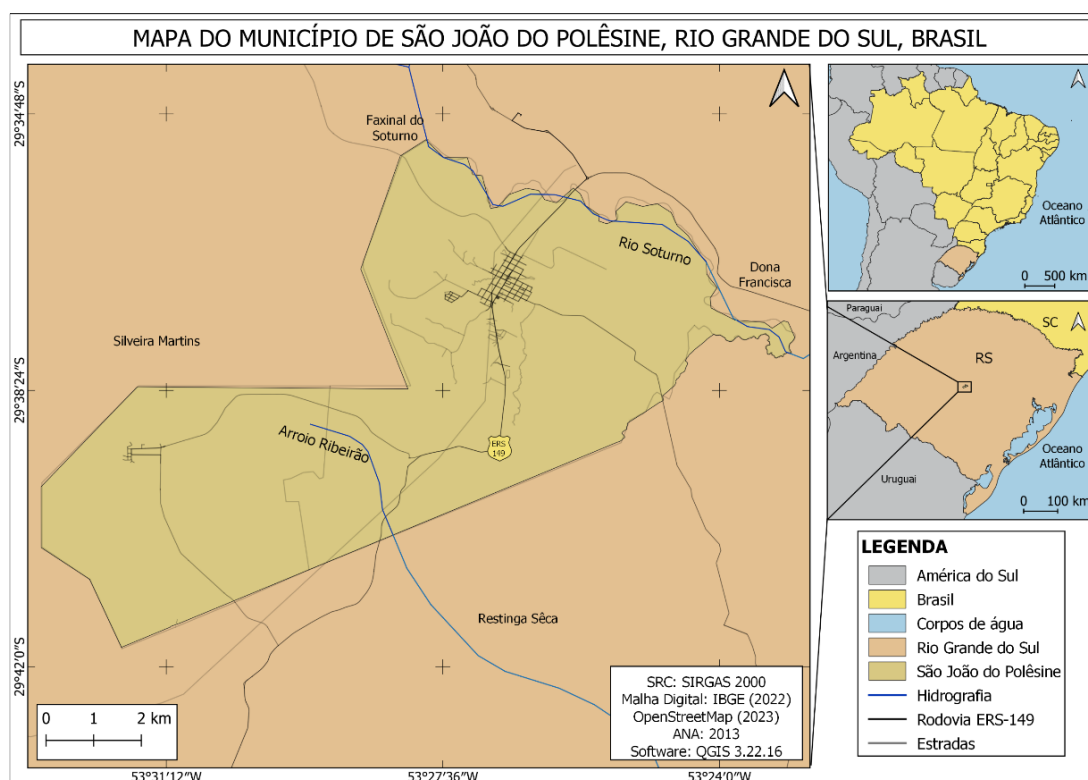 MAPA DO MUNICÍPIO DE SÃO JOÃO DO POLÊSINE, RIO GRANDE DO SUL, BRASIL
29°34'48"S
29°38'24"S
29°42'0"S
Faxinal do
Soturno
Rio Soturno
Dona
Francisca
Silveira Martins
Arroio Ribeirão
ERS
149
Restinga Sêca
0 1 2 km
SRC: SIRGAS 2000
Malha Digital: IBGE (2022)
OpenStreetMap (2023)
ANA: 2013
Software: QGIS 3.22.16
53°31'12"W
53°27'36"W
53°24'0"W
Oceano
Atlântico
0 500 km
Paraguai
SC
Argentina
RS
Oceano
Atlântico
Uruguai
0 100 km
LEGENDA
América do Sul
Brasil
Corpos de água
Rio Grande do Sul
São João do Polêsine
Hidrografia
Rodovia ERS-149
Estradas